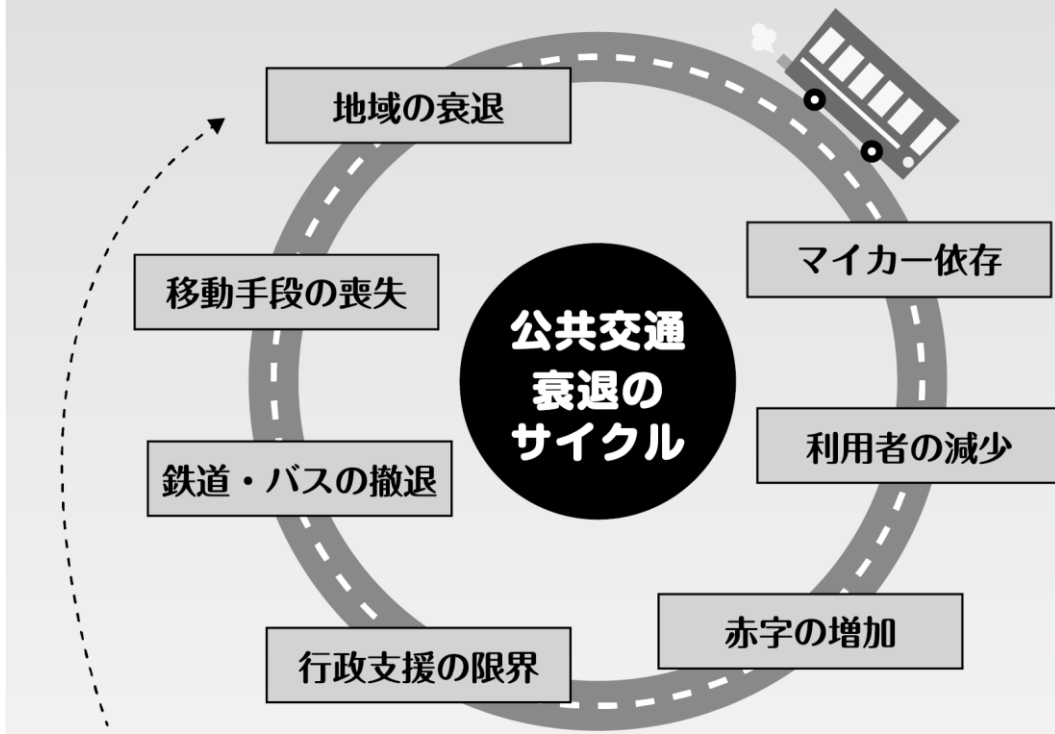 地域の衰退
マイカー依存
移動手段の喪失
公共交通
衰退の
サイクル
利用者の減少
鉄道・バスの撤退
赤字の増加
行政支援の限界